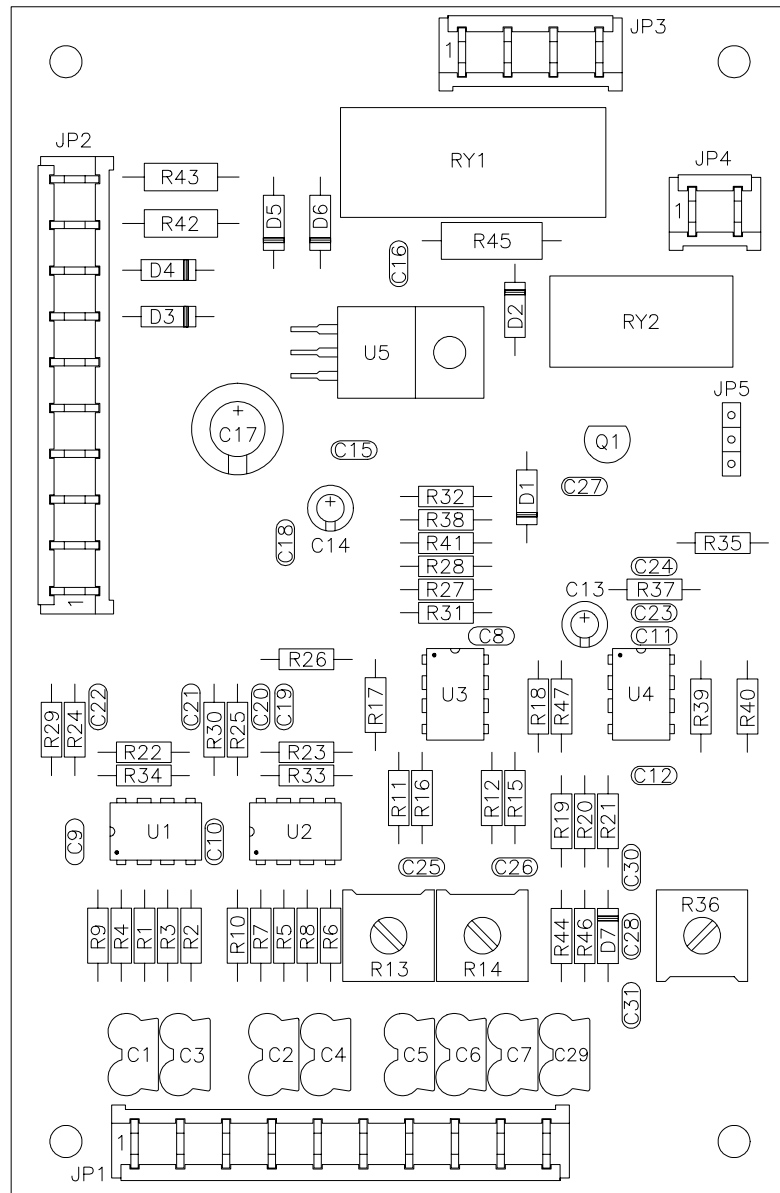 JP3
1
JP2
R43
RY1
JP4
R42
D5
D6
1
R45
C16
D4
D2
D3
RY2
U5
JP5
C17
Q1
C15
D1
C27
R32
C14
C18
R38
R41
R35
R28
C24
R27
C13
R37
R31
C23
1
C8
C11
R26
R29
R24
C22
C21
R30
R25
C20
C19
R17
U3
R18
R47
U4
R39
R40
R22
R23
R34
R33
R11
R16
R12
R15
C12
R19
R20
R21
C9
U1
C10
U2
C25
C26
C30
R9
R4
R1
R3
R2
R10
R7
R5
R8
R6
R13
R14
R44
R46
D7
C28
R36
C31
C1
C3
C2
C4
C5
C6
C7
C29
1
JP1